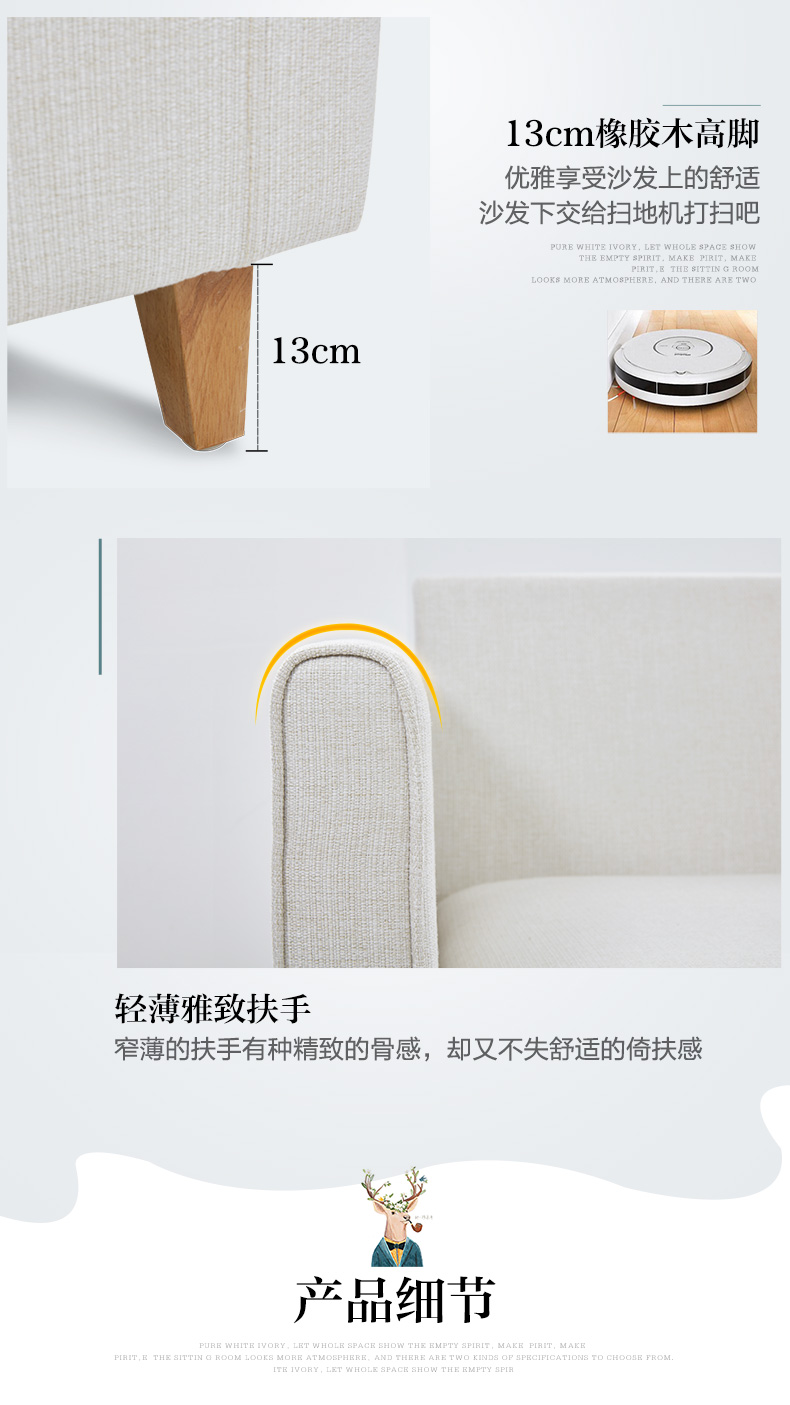 13cm橡胶木高脚
优雅享受沙发上的舒适
沙发下交给扫地机打扫吧
PURE WHITE IVORY, LET WHOLE SPACE SHOW
THE EMPTY SPIRIT, MAKE PIRIT, MAKE
PIRIT,E THE SITTIN G ROOM
LOOKS MORE ATMOSPHERE, AND THERE ARE TWO
13cm
轻薄雅致扶手
窄薄的扶手有种精致的骨感，却又不失舒适的倚扶感
产品细节
PURE WHITE IVORY, LET WHOLE SPACE SHOW THE EMPTY SPIRIT, MAKE PIRIT, MAKE
PIRIT,E THE SITTIN G ROOM LOOES MORE ATMOSPHERE, AND THERE ARE TWO KINDS OF SPECIFICATIONS TO CHOOSE FROM.
ITE IVORY, LET WHOLE SPACE SHOW THE EMPTY SPIR